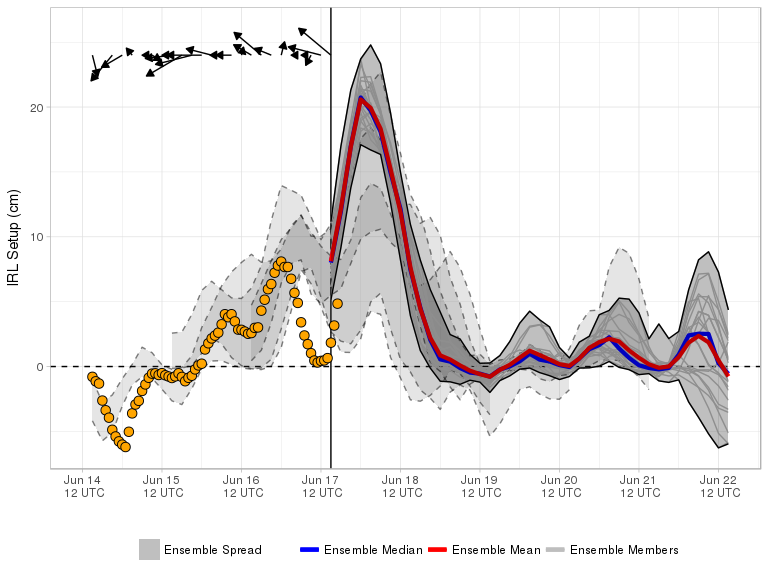 IRL Setup (cm)
20
10
0
Jun 14 Jun 15 Jun 16 Jun 17 Jun 18 Jun 19 Jun 20 Jun 21 Jun 22
12 UTC 12 UTC 12 UTC 12 UTC 12 UTC 12 UTC 12 UTC 12 UTC 12 UTC
Ensemble Spread Ensemble Median Ensemble Mean Ensemble Members